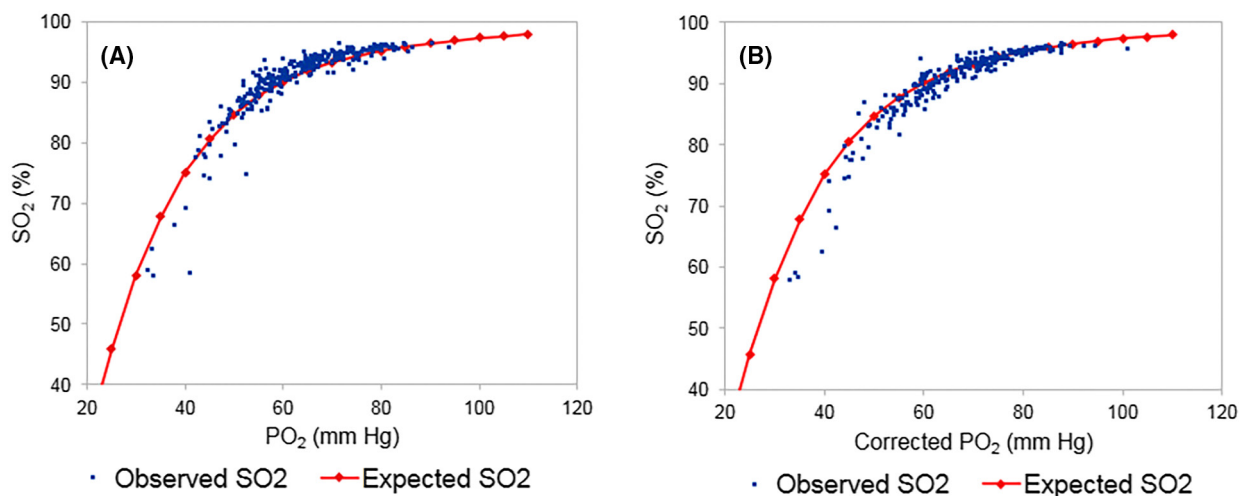 (A)
SO₂ (%)
100
90
80
70
60
50
40
20 40 60 80 100 120
PO₂ (mm Hg)
Observed SO2 Expected SO2
(B)
SO₂ (%)
100
90
80
70
60
50
40
20 40 60 80 100 120
Corrected PO₂ (mm Hg)
Observed SO2 Expected SO2